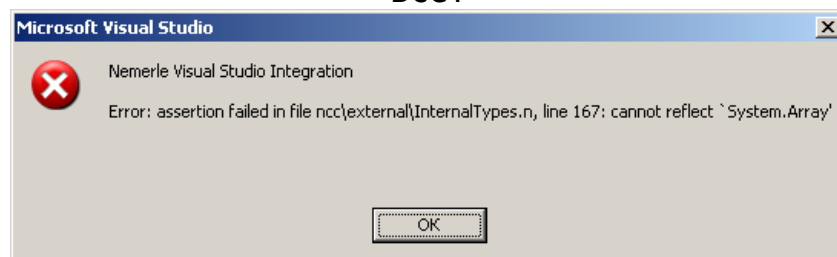 Microsoft Visual Studio
Nemerle Visual Studio Integration
Error: assertion failed in file ncc\external\InternalTypes.n, line 167: cannot reflect `System.Array'
OK